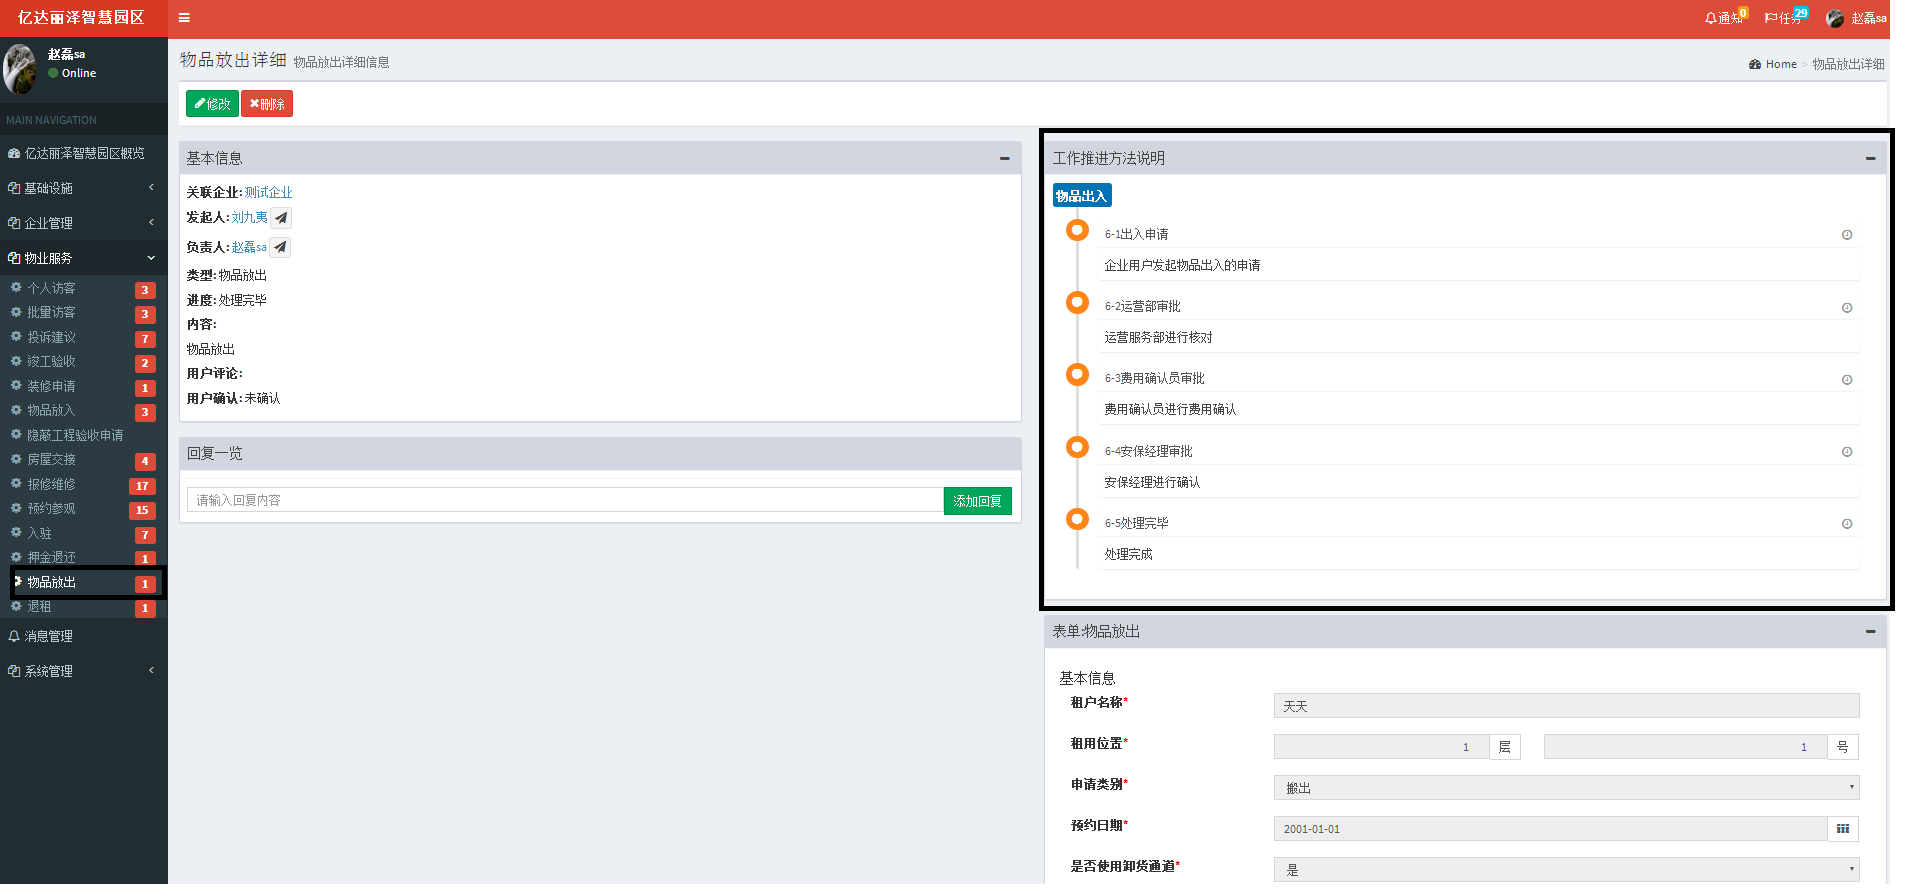 亿达丽泽智慧园区
通知 0 任务 29 赵磊sa
赵磊sa
Online
MAIN NAVIGATION
亿达丽泽智慧园区概览
基础设施
企业管理
物业服务
个人访客 3
批量访客 3
投诉建议 7
竣工验收 2
装修申请 1
物品放入 3
隐蔽工程验收申请
房屋交接 4
报修维修 17
预约参观 15
入驻 7
押金退还 1
物品放出 1
退租 1
消息管理
系统管理
物品放出详细 物品放出详细信息
Home > 物品放出详细
修改 删除
基本信息
关联企业: 测试企业
发起人: 刘九夷
负责人: 赵磊sa
类型: 物品放出
进度: 处理完毕
内容:
物品放出
用户评论:
用户确认: 未确认
回复一览
请输入回复内容 添加回复
工作推进方法说明
物品出入
6-1出入申请
企业用户发起物品出入的申请
6-2运营部审批
运营服务部进行核对
6-3费用确认员审批
费用确认员进行费用确认
6-4安保经理审批
安保经理进行确认
6-5处理完毕
处理完成
表单:物品放出
基本信息
租户名称* 天天
租用位置* 1 层 1 号
申请类别* 搬出
预约日期* 2001-01-01
是否使用卸货通道* 是